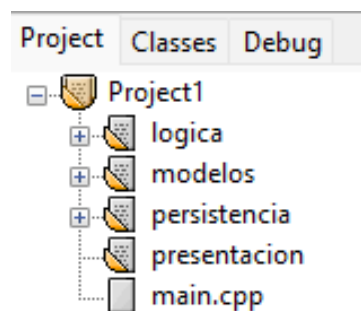 Project Classes Debug
Project1
logica
modelos
persistencia
presentacion
main.cpp